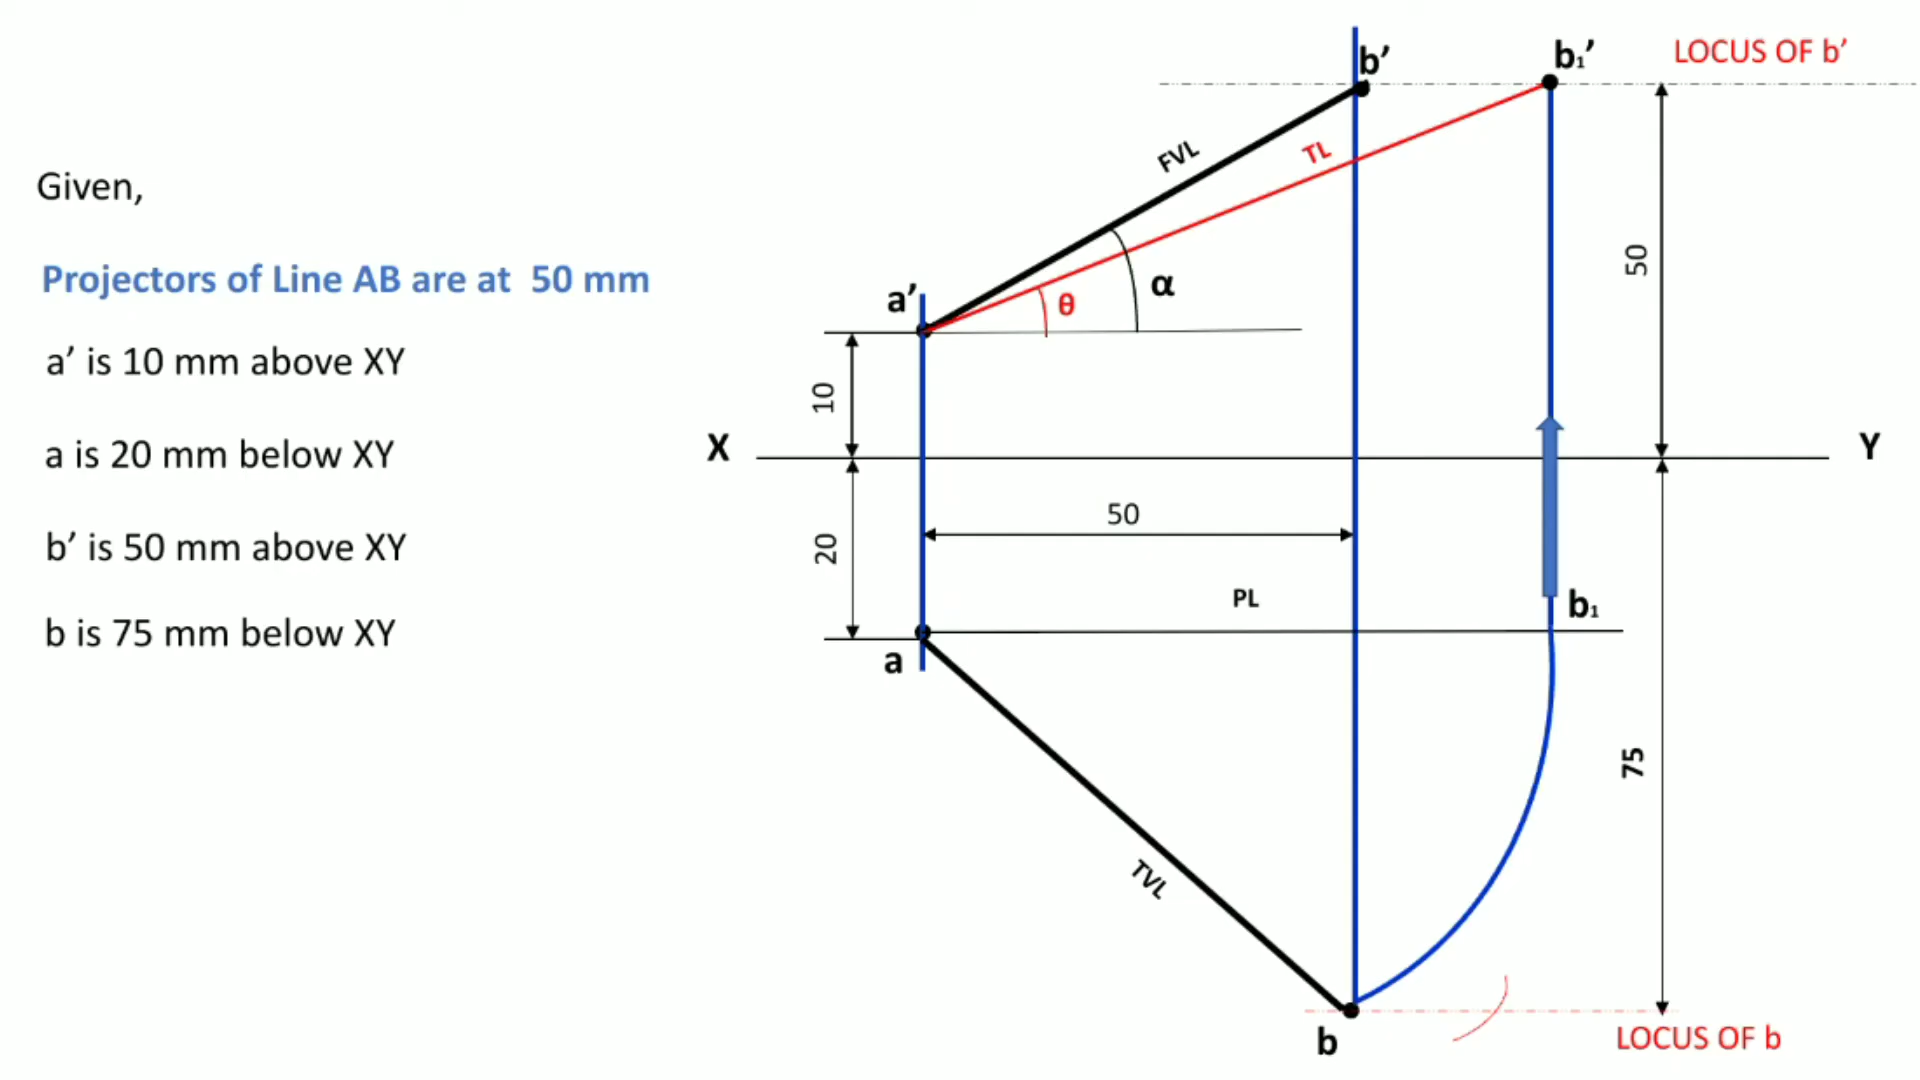 Given,
Projectors of Line AB are at 50 mm
a’ is 10 mm above XY
a is 20 mm below XY
b’ is 50 mm above XY
b is 75 mm below XY
b’
b₁’
LOCUS OF b’
FVL
TL
a’
θ
α
50
10
X
Y
50
20
PL
b₁
a
75
TVL
b
LOCUS OF b